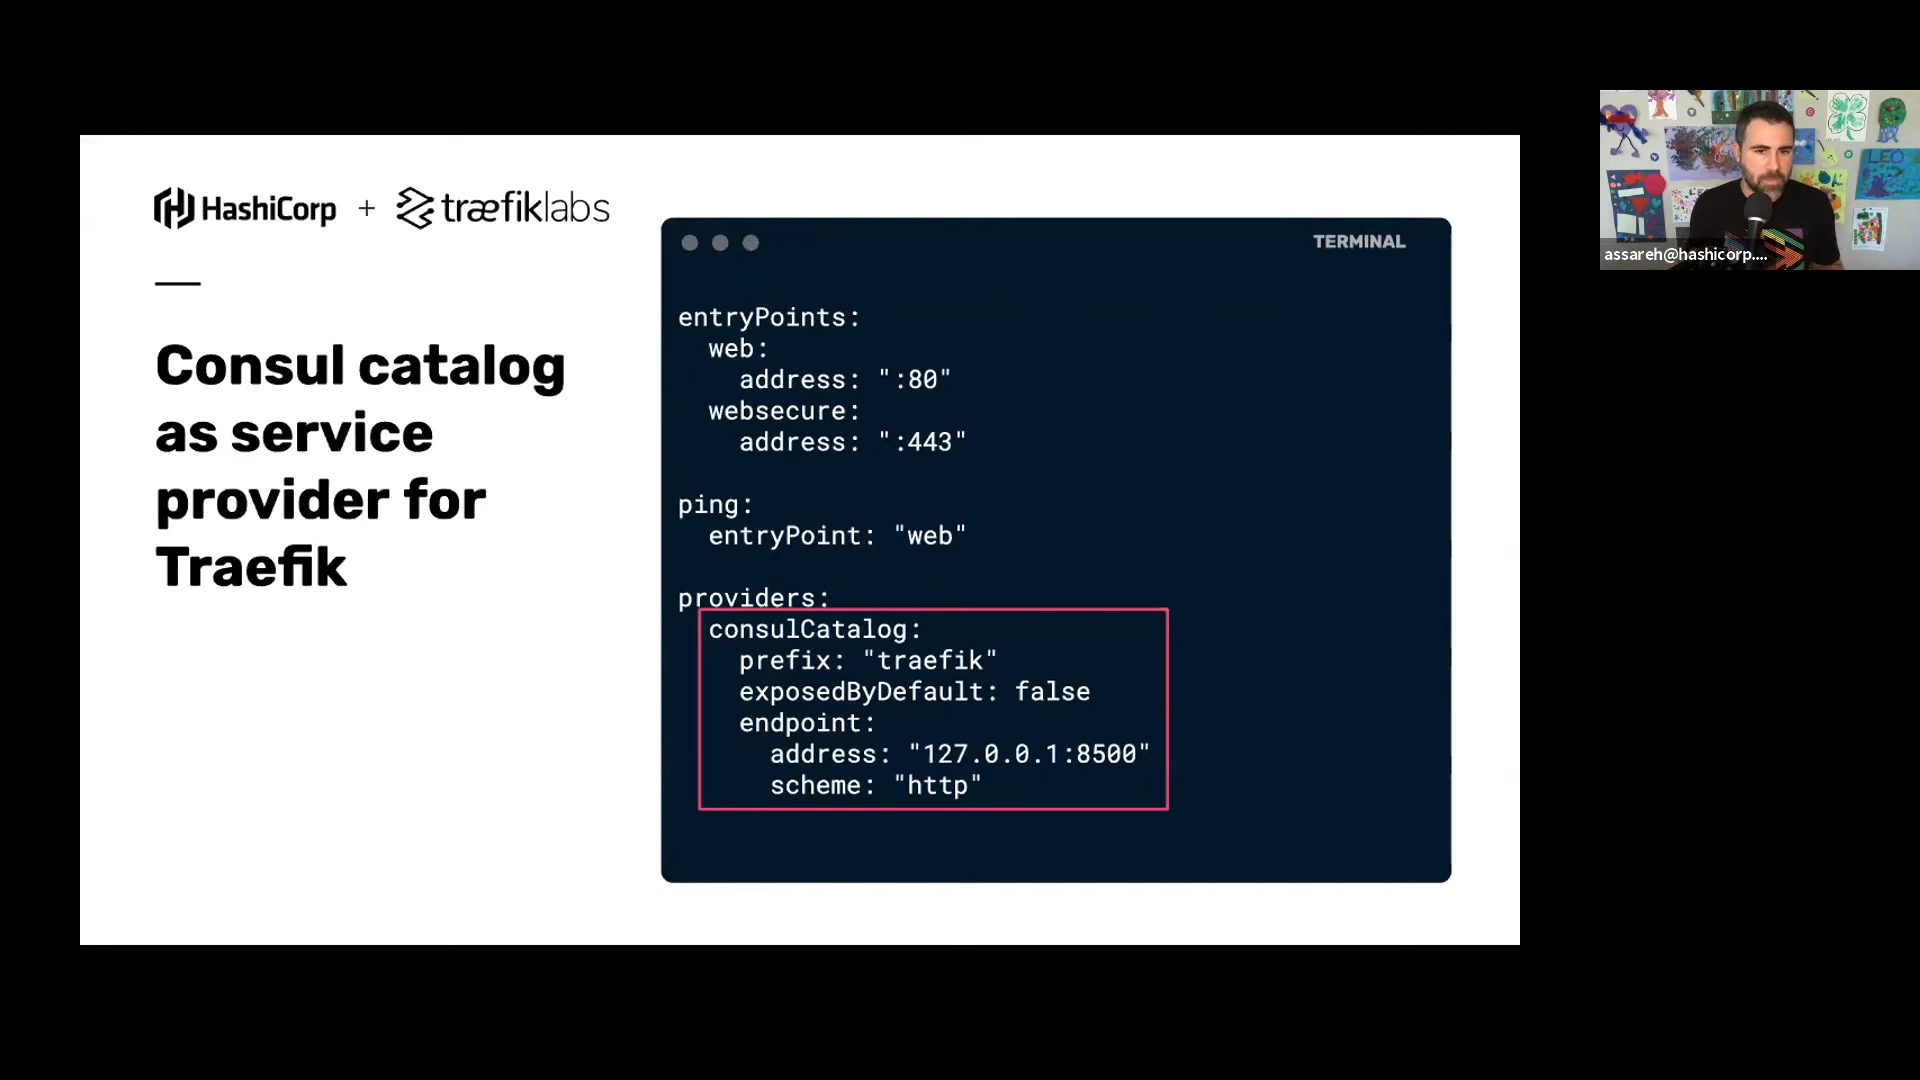 HashiCorp + træfiklabs
Consul catalog
as service
provider for
Traefik
TERMINAL
entryPoints:
  web:
    address: ":80"
  websecure:
    address: ":443"
ping:
  entryPoint: "web"
providers:
  consulCatalog:
    prefix: "traefik"
    exposedByDefault: false
    endpoint:
      address: "127.0.0.1:8500"
      scheme: "http"
LEO
assareh@hashicorp....